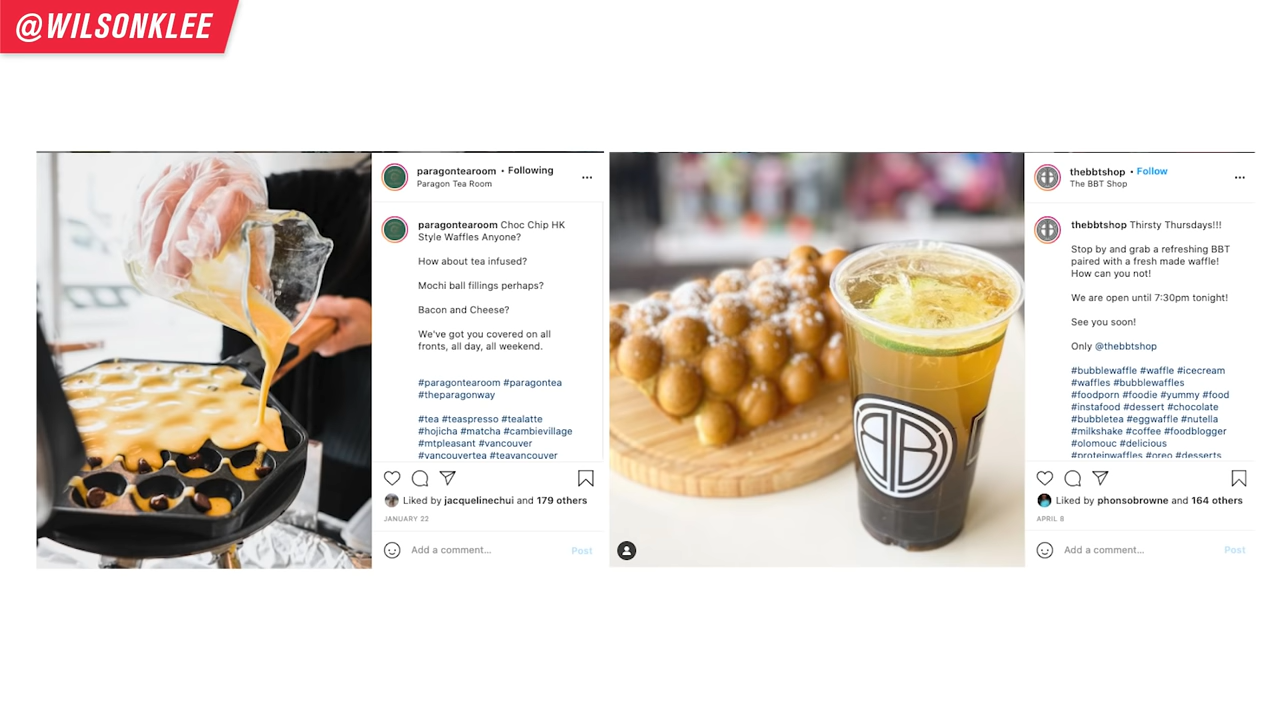 @WILSONKLEE
paragontearoom • Following
Paragon Tea Room
paragontearoom Choc Chip HK
Style Waffles Anyone?
How about tea infused?
Mochi ball fillings perhaps?
Bacon and Cheese?
We've got you covered on all
fronts, all day, all weekend.
#paragontearoom #paragontea
#theparagonway
#tea #teaspresso #tealatte
#hojicha #matcha #cambievillage
#mtpleasant #vancouver
#vancouvertea #teavancouver
Liked by jacquelinechui and 179 others
JANUARY 22
Add a comment...
Post
BB
thebbtshop • Follow
The BBT Shop
thebbtshop Thirsty Thursdays!!!
Stop by and grab a refreshing BBT
paired with a fresh made waffle!
How can you not!
We are open until 7:30pm tonight!
See you soon!
Only @thebbtshop
#bubblewaffle #waffle #icecream
#waffles #bubblewaffles
#foodporn #foodie #yummy #food
#instafood #dessert #chocolate
#bubbletea #eggwaffle #nutella
#milkshake #coffee #foodblogger
#olomouc #delicious
#proteinwaffles #oreo #desserts
Liked by phonsobrowne and 164 others
APRIL 8
Add a comment...
Post